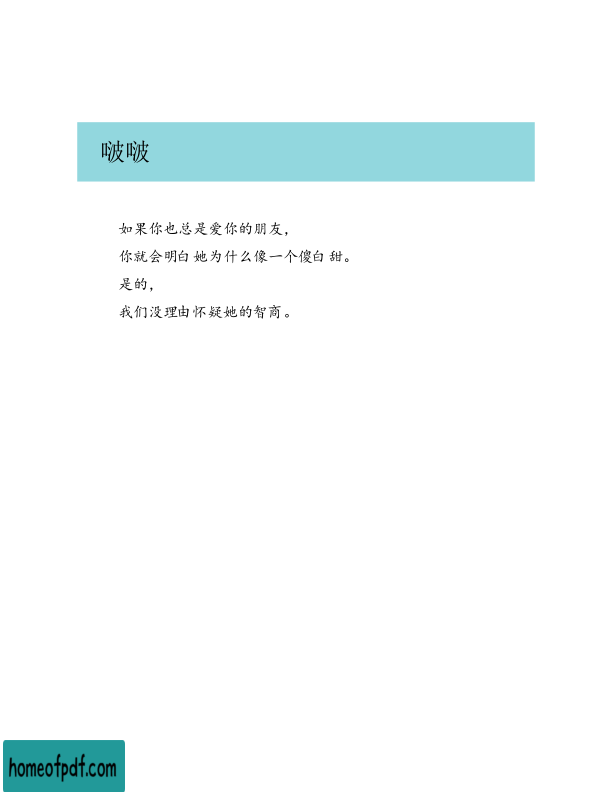 啵啵
如果你也总是爱你的朋友，
你就会明白她为什么像一个傻白甜。
是的，
我们没理由怀疑她的智商。
homeofpdf.com